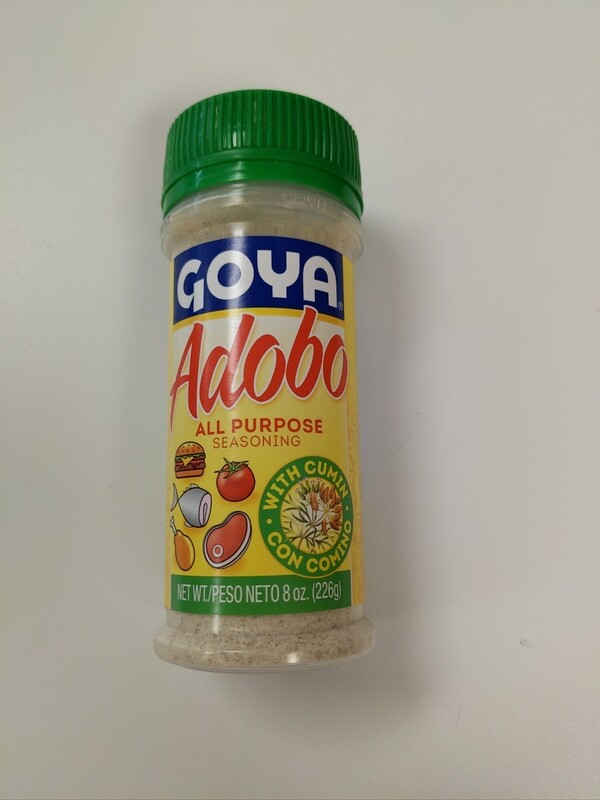 GOYA®
Adobo
ALL PURPOSE
SEASONING
• WITH CUMIN •
CON COMINO
NET WT./PESO NETO 8 oz. (226g)